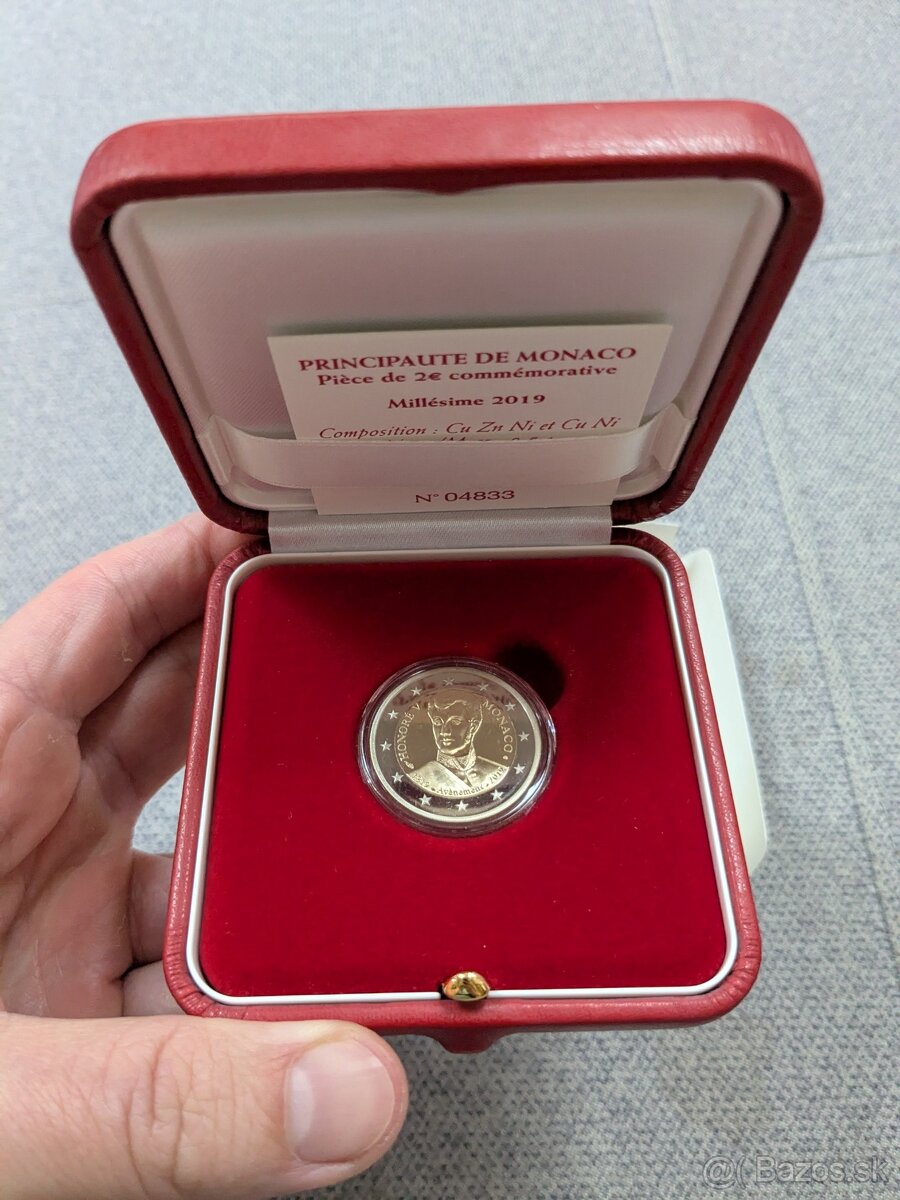 PRINCIPAUTE DE MONACO
Pièce de 2€ commémorative
Millésime 2019
Composition : Cu Zn Ni et Cu Ni
N° 04833
HONORÉ V MONACO
Avènement 2019
@( Bazos.sk